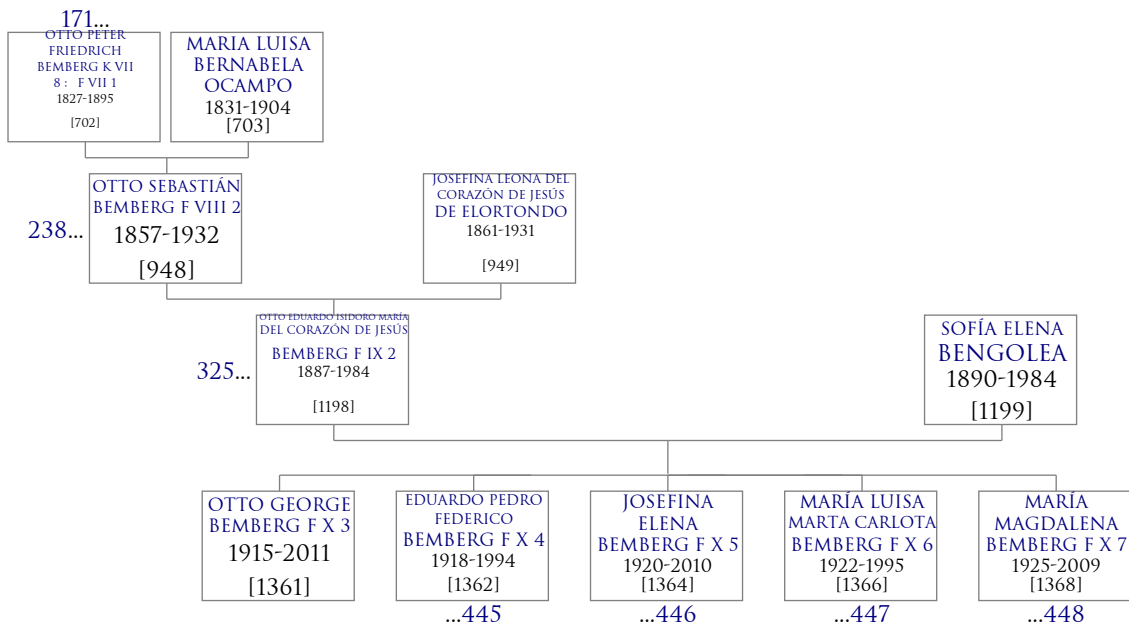 171...
OTTO PETER
FRIEDRICH
BEMBERG K VII
8 : F VII 1
1827-1895
[702]
MARIA LUISA
BERNABELA
OCAMPO
1831-1904
[703]
238...
OTTO SEBASTIÁN
BEMBERG F VIII 2
1857-1932
[948]
JOSEFINA LEONA DEL
CORAZÓN DE JESÚS
DE ELORTONDO
1861-1931
[949]
325...
OTTO EDUARDO ISIDORO MARÍA
DEL CORAZÓN DE JESÚS
BEMBERG F IX 2
1887-1984
[1198]
SOFÍA ELENA
BENGOLEA
1890-1984
[1199]
OTTO GEORGE
BEMBERG F X 3
1915-2011
[1361]
EDUARDO PEDRO
FEDERICO
BEMBERG F X 4
1918-1994
[1362]
...445
JOSEFINA
ELENA
BEMBERG F X 5
1920-2010
[1364]
...446
MARÍA LUISA
MARTA CARLOTA
BEMBERG F X 6
1922-1995
[1366]
...447
MARÍA
MAGDALENA
BEMBERG F X 7
1925-2009
[1368]
...448